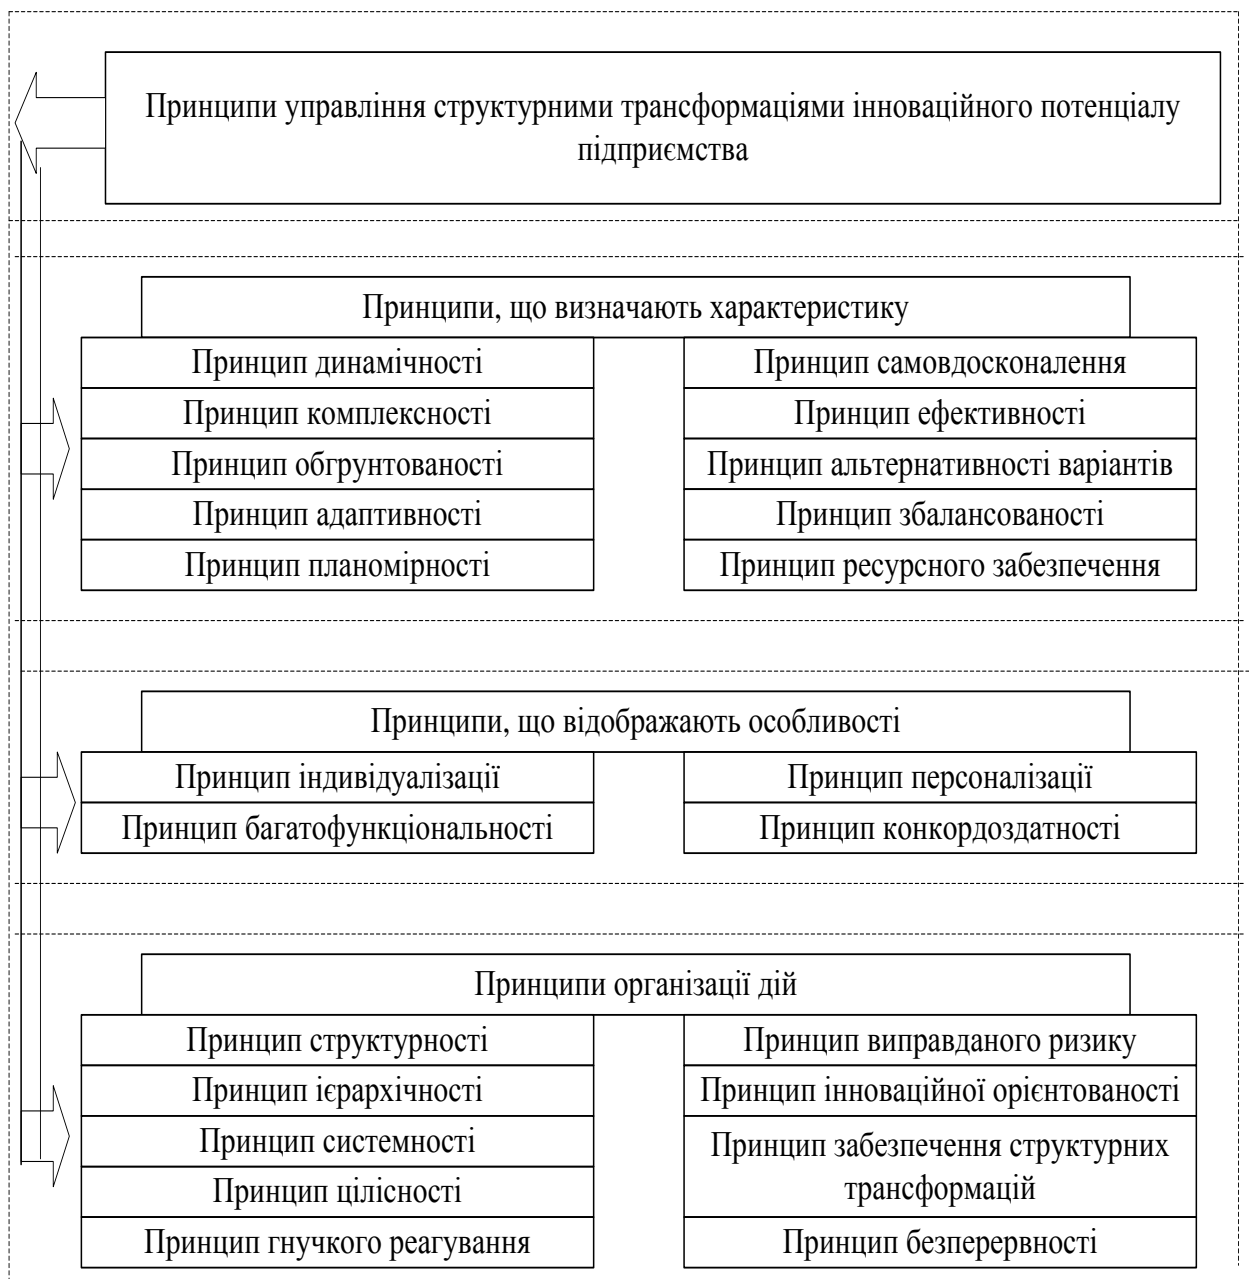 Принципи управління структурними трансформаціями інноваційного потенціалу
підприємства
Принципи, що визначають характеристику
Принцип динамічності
Принцип комплексності
Принцип обгрунтованості
Принцип адаптивності
Принцип планомірності
Принцип самовдосконалення
Принцип ефективності
Принцип альтернативності варіантів
Принцип збалансованості
Принцип ресурсного забезпечення
Принципи, що відображають особливості
Принцип індивідуалізації
Принцип багатофункціональності
Принцип персоналізації
Принцип конкордоздатності
Принципи організації дій
Принцип структурності
Принцип ієрархічності
Принцип системності
Принцип цілісності
Принцип гнучкого реагування
Принцип виправданого ризику
Принцип інноваційної орієнтованості
Принцип забезпечення структурних
трансформацій
Принцип безперервності